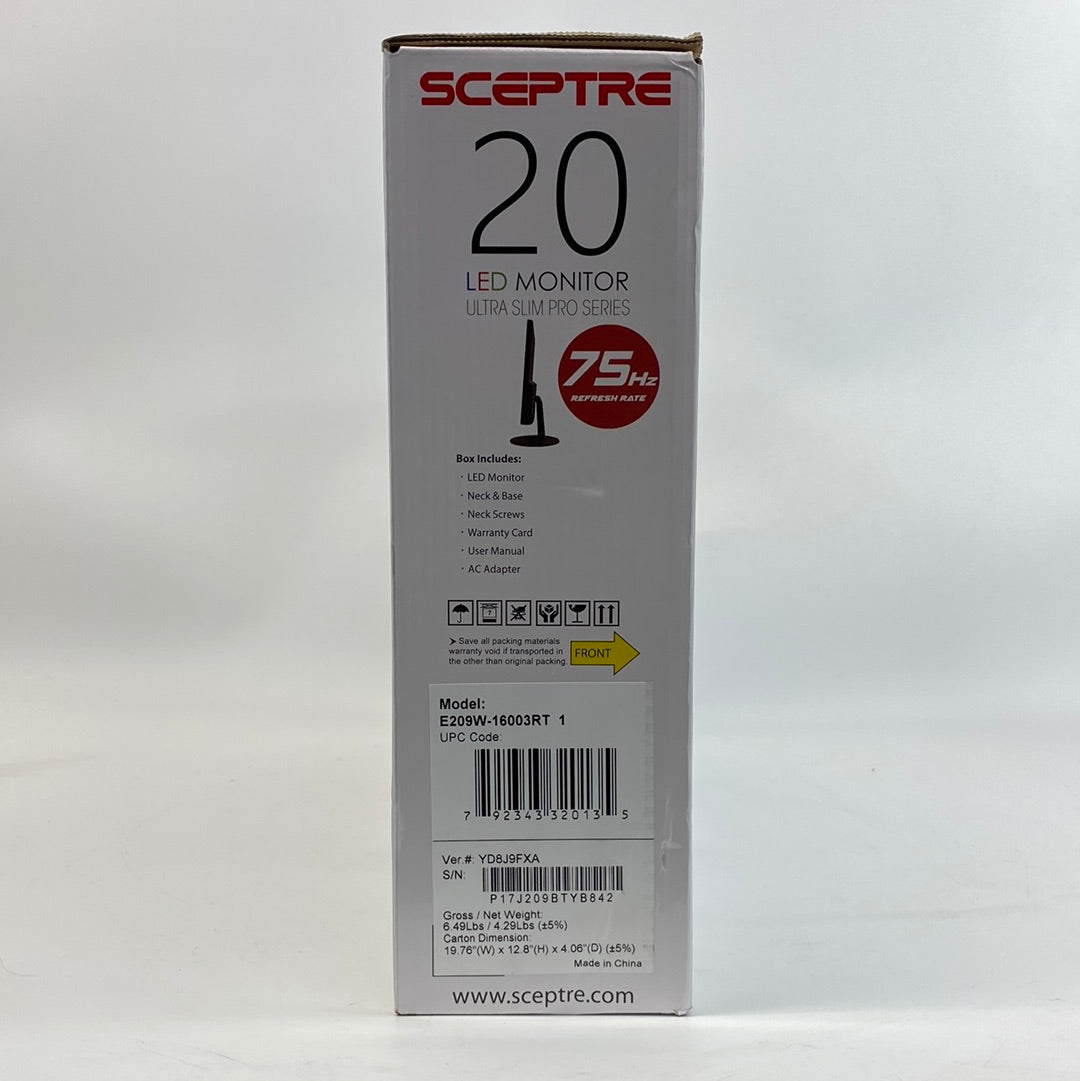 SCEPTRE
20
LED MONITOR
ULTRA SLIM PRO SERIES
75Hz
REFRESH RATE
Box Includes:
· LED Monitor
· Neck & Base
· Neck Screws
· Warranty Card
· User Manual
· AC Adapter
7
➤ Save all packing materials
warranty void if transported in
the other than original packing.
FRONT
Model:
E209W-16003RT 1
UPC Code:
7 92343 32013 5
Ver.#: YD8J9FXA
S/N:
P17J209BTYB842
Gross / Net Weight:
6.49Lbs / 4.29Lbs (±5%)
Carton Dimension:
19.76"(W) x 12.8"(H) x 4.06"(D) (±5%)
Made in China
www.sceptre.com